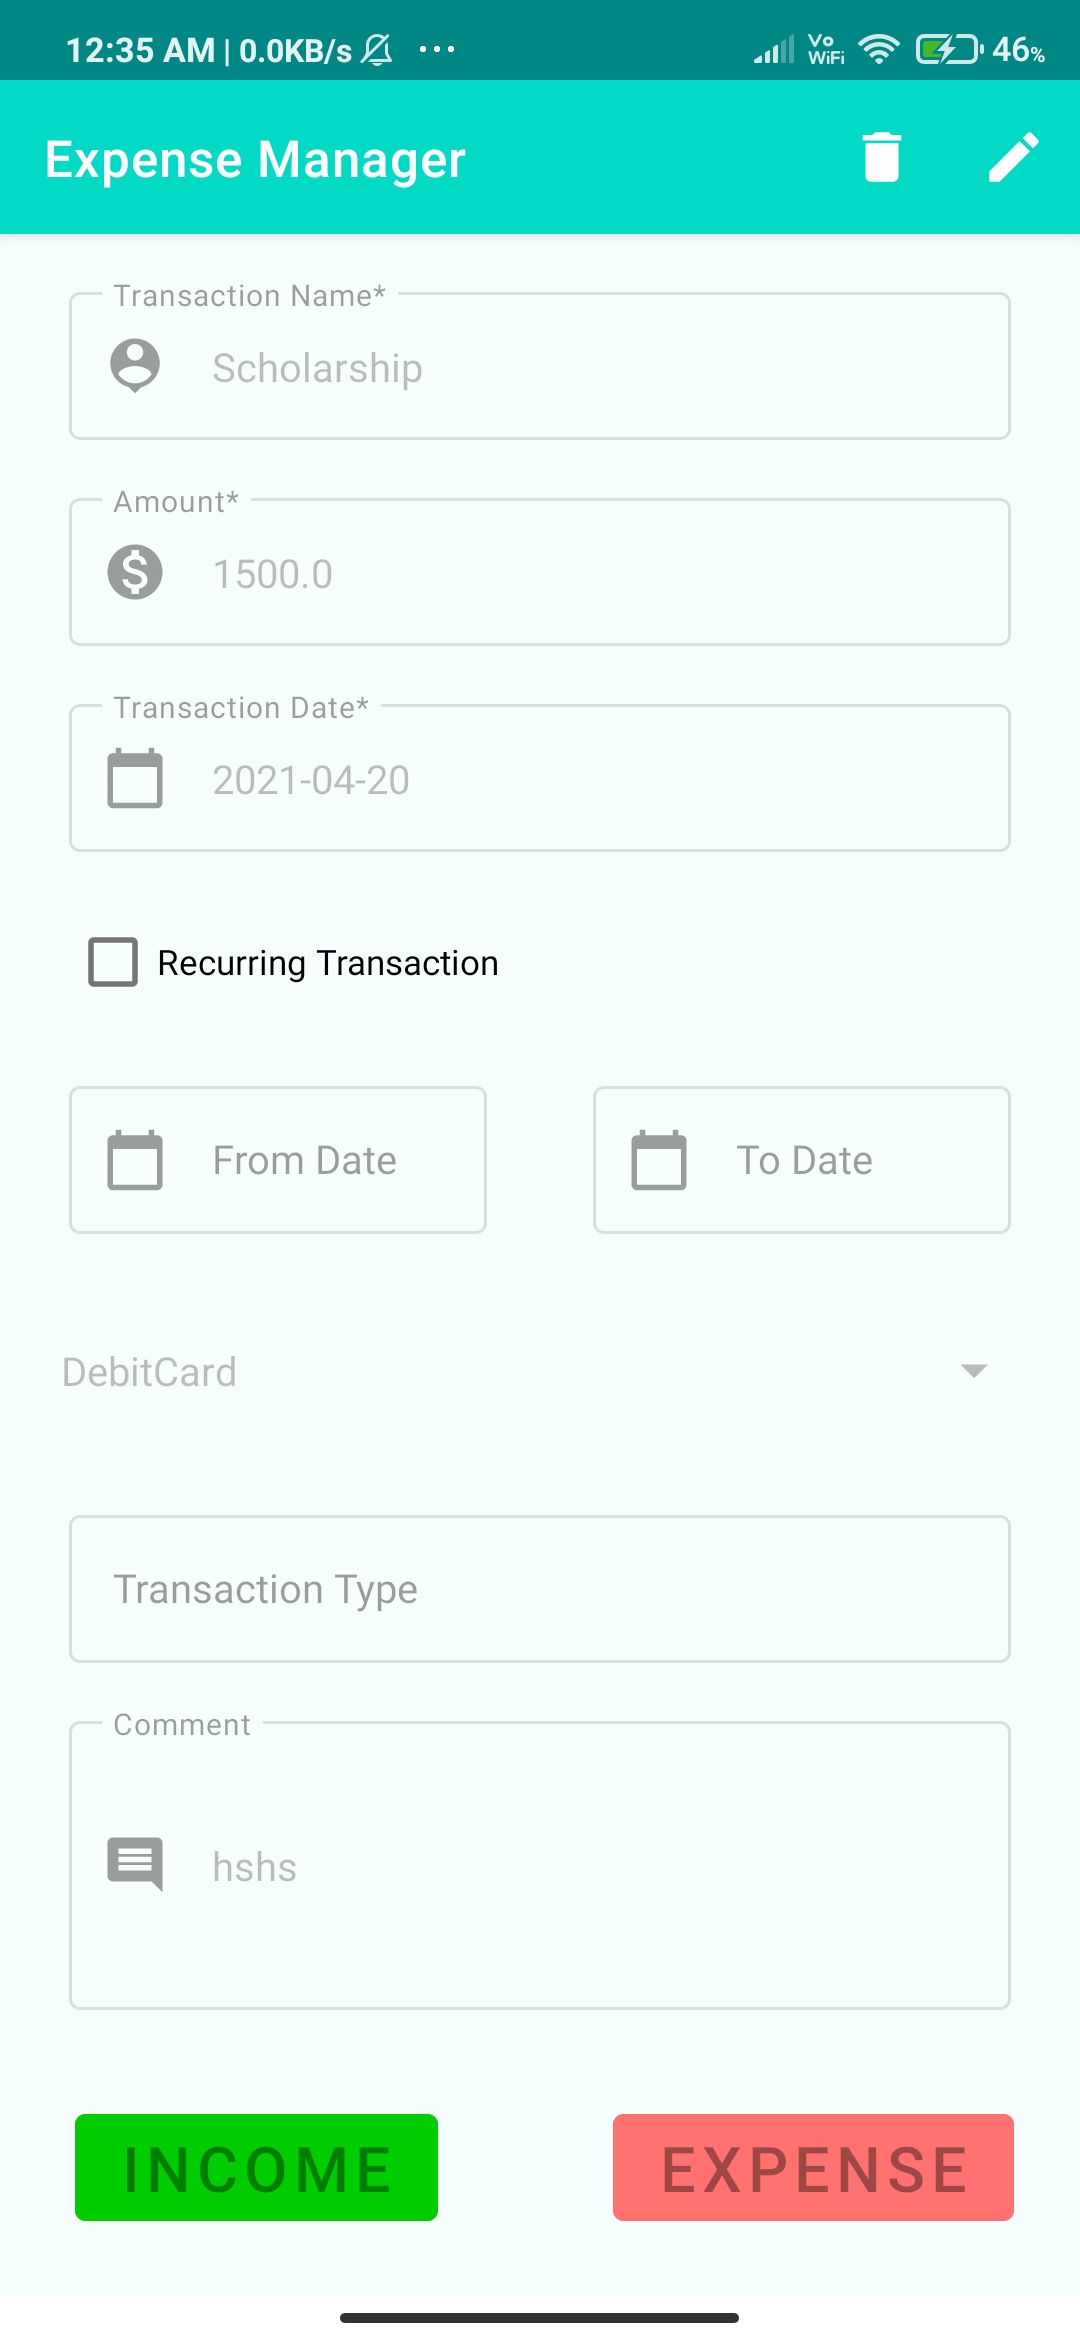 12:35 AM | 0.0KB/s ... Vo WiFi 46%
Expense Manager
Transaction Name*
Scholarship
Amount*
1500.0
Transaction Date*
2021-04-20
Recurring Transaction
From Date To Date
DebitCard
Transaction Type
Comment
hshs
INCOME EXPENSE